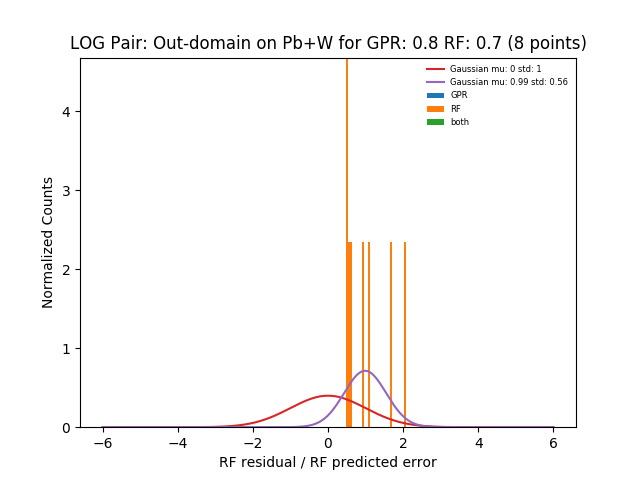 LOG Pair: Out-domain on Pb+W for GPR: 0.8 RF: 0.7 (8 points)
Gaussian mu: 0 std: 1
Gaussian mu: 0.99 std: 0.56
GPR
RF
both
Normalized Counts
4
3
2
1
0
−6 −4 −2 0 2 4 6
RF residual / RF predicted error